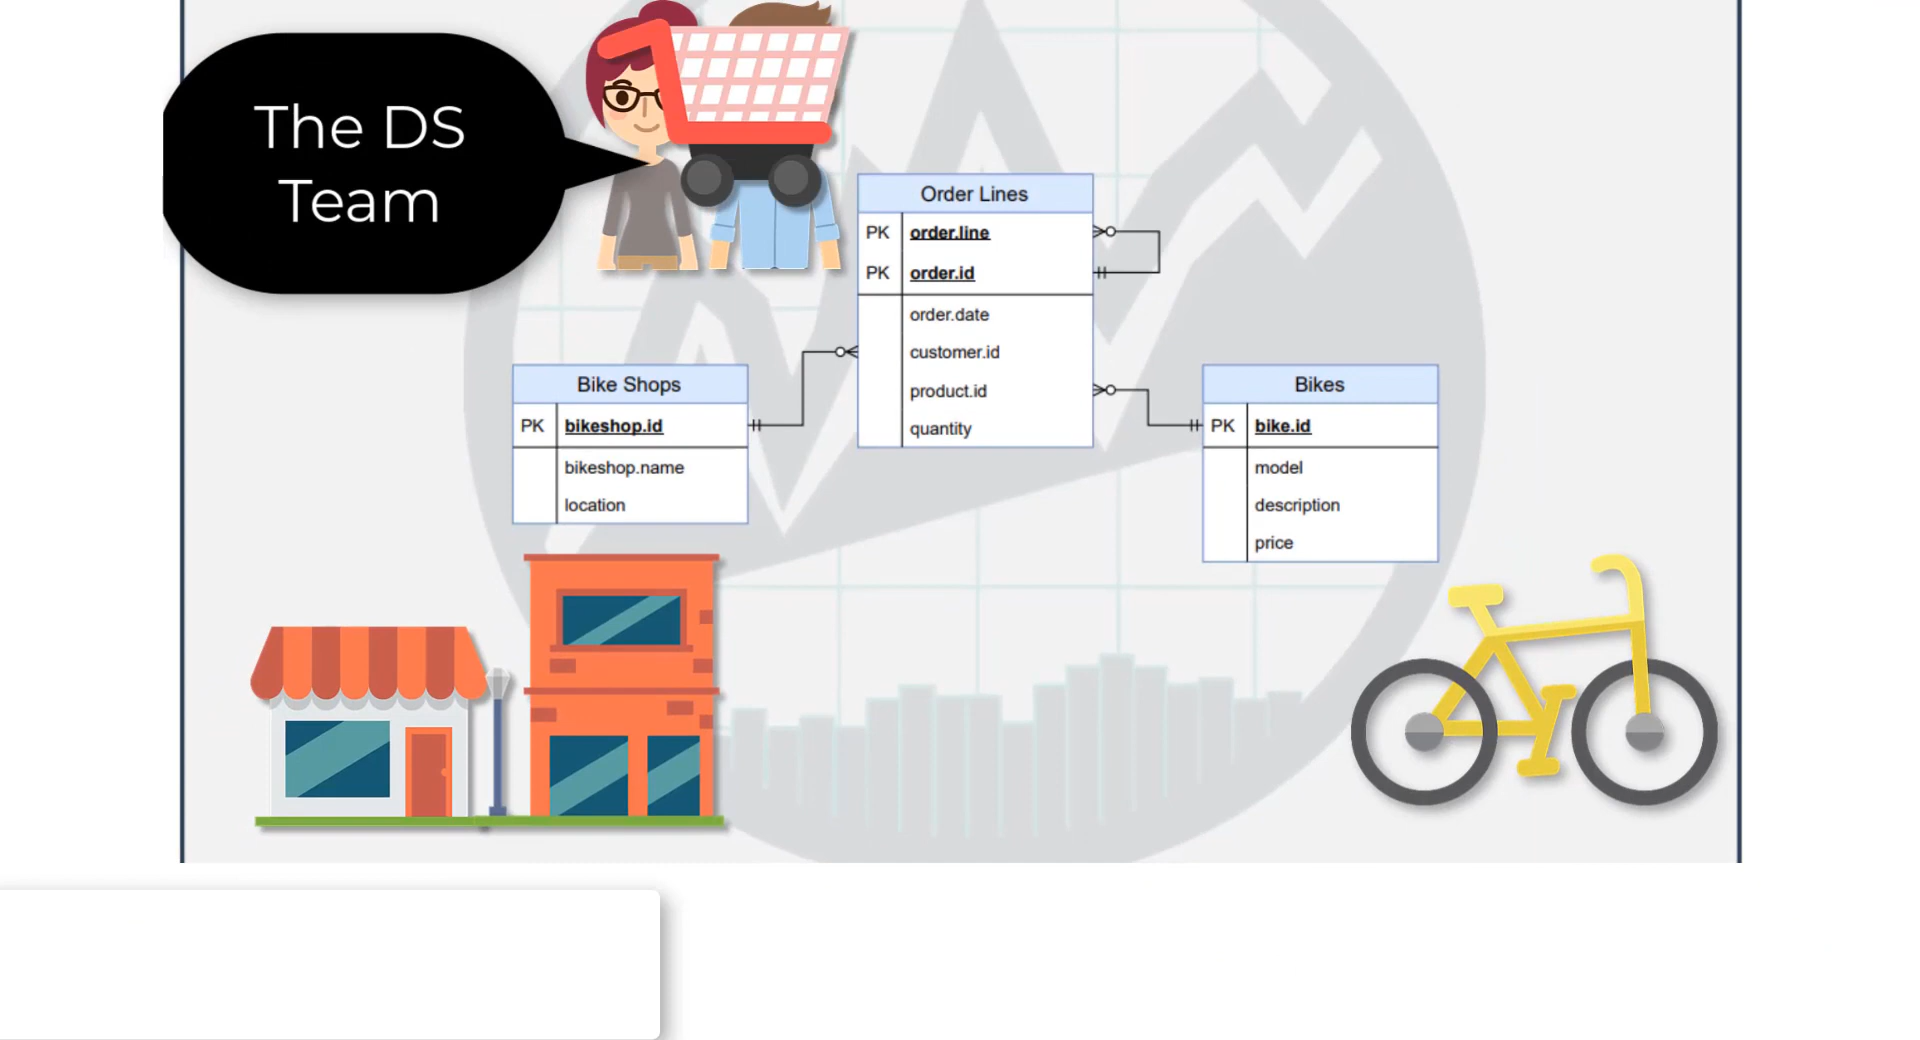 The DS
Team
Order Lines
PK order.line
PK order.id
order.date
customer.id
product.id
quantity
Bike Shops
PK bikeshop.id
bikeshop.name
location
Bikes
PK bike.id
model
description
price